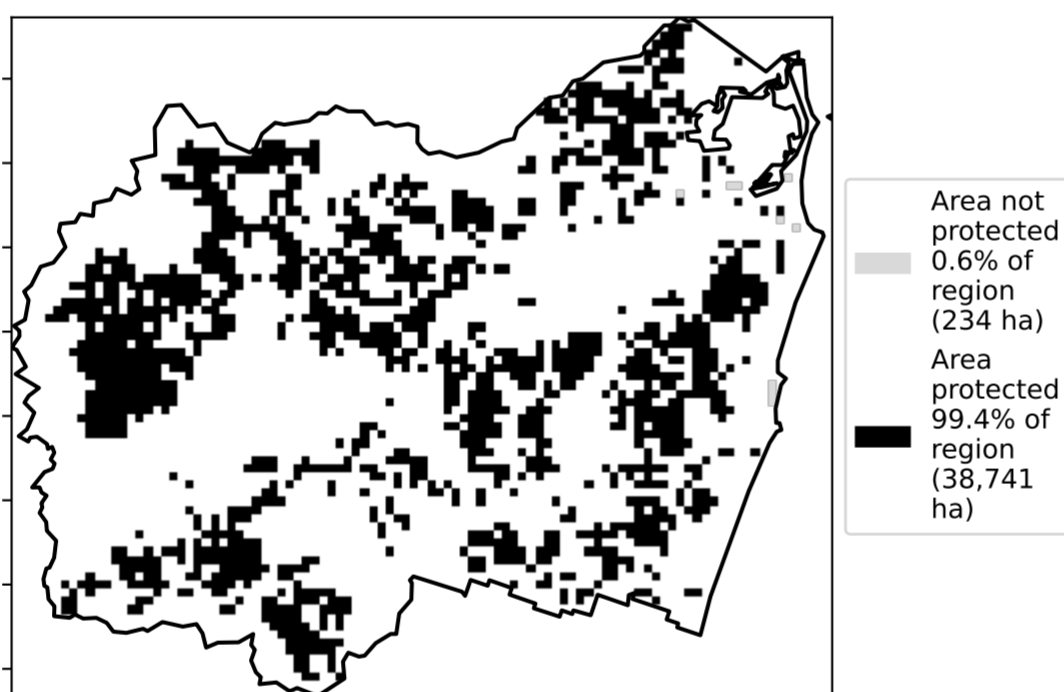 Area not
protected
0.6% of
region
(234 ha)
Area
protected
99.4% of
region
(38,741
ha)